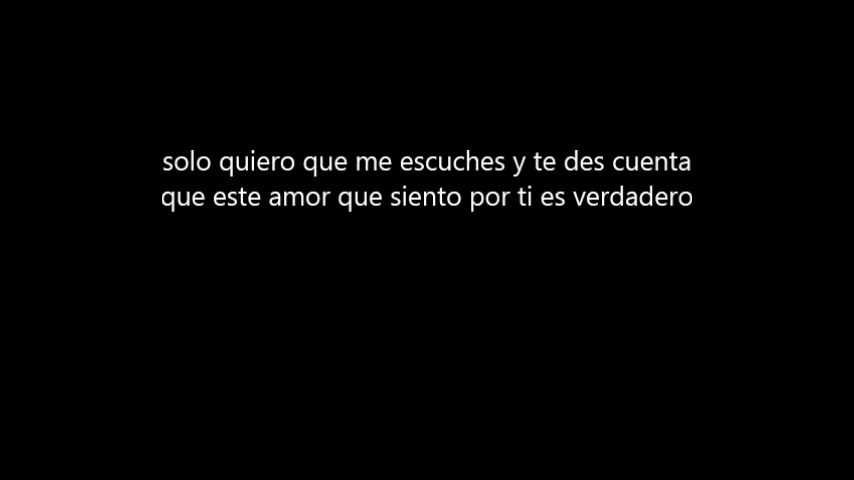 solo quiero que me escuches y te des cuenta
que este amor que siento por ti es verdadero